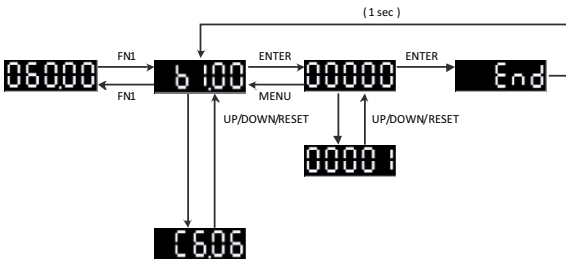 ( 1 sec )
FN1
ENTER
ENTER
060.00
b 1.00
00000
End
FN1
MENU
UP/DOWN/RESET
UP/DOWN/RESET
00001
C6.06